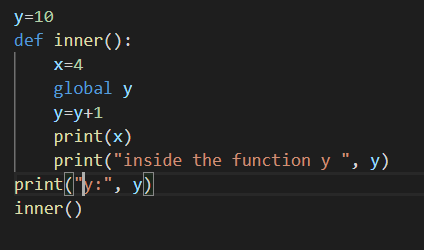 y=10
def inner():
    x=4
    global y
    y=y+1
    print(x)
    print("inside the function y ", y)
print("y:", y)
inner()